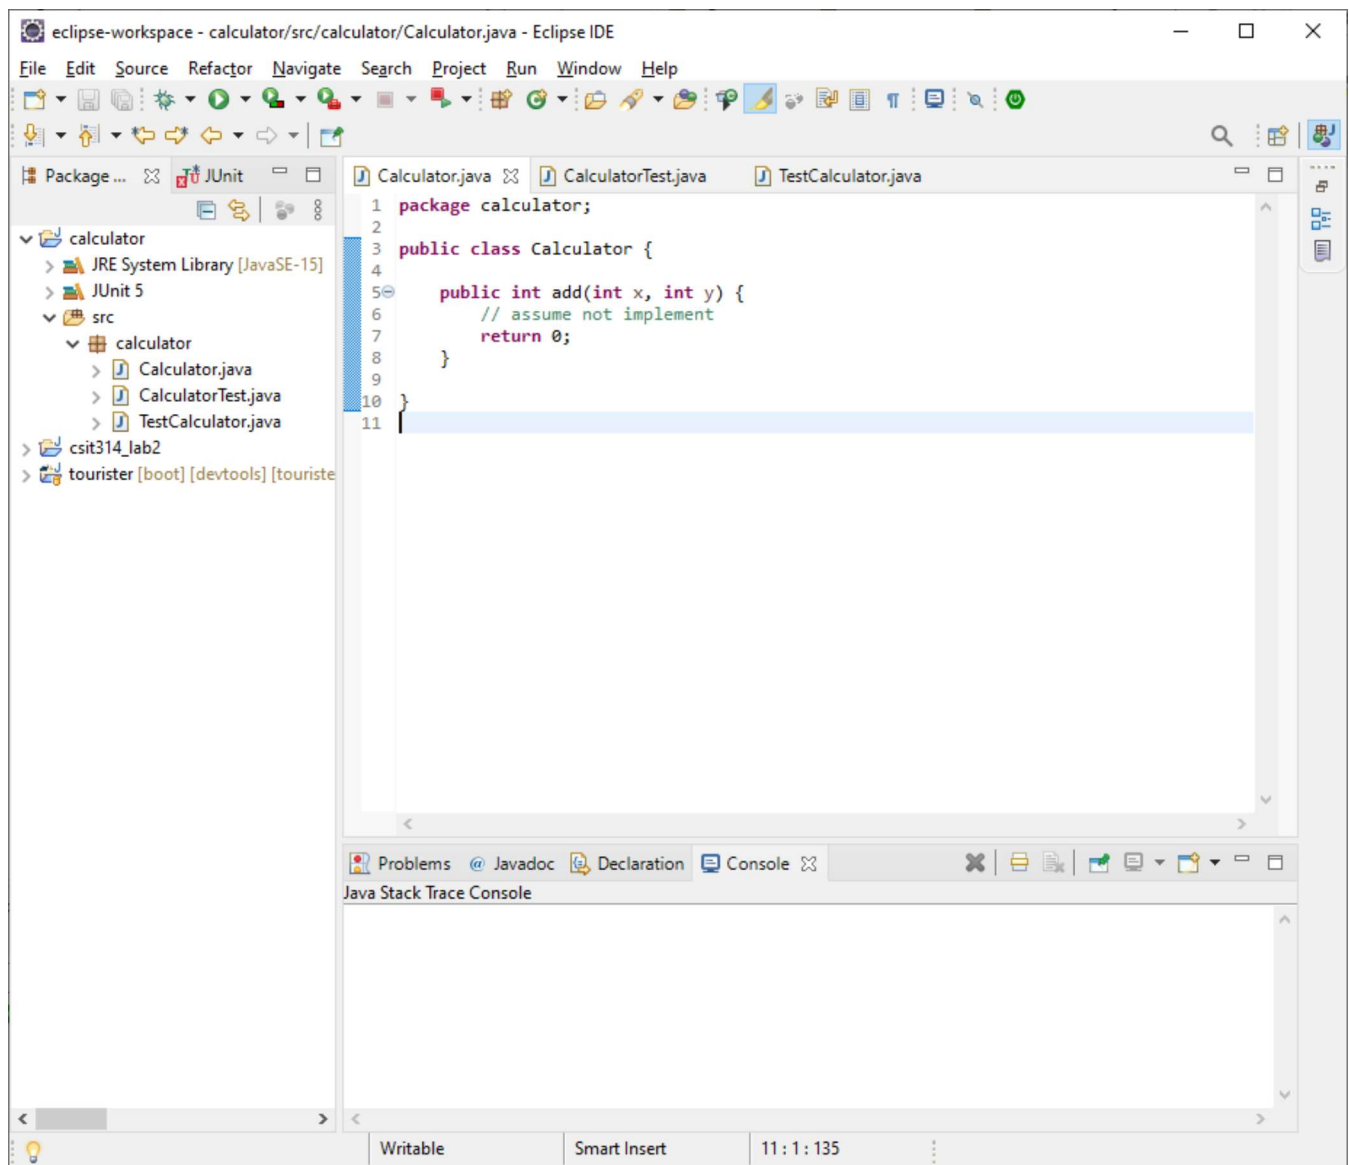 eclipse-workspace - calculator/src/calculator/Calculator.java - Eclipse IDE
File Edit Source Refactor Navigate Search Project Run Window Help
Package ... JUnit
calculator
JRE System Library [JavaSE-15]
JUnit 5
src
calculator
Calculator.java
CalculatorTest.java
TestCalculator.java
csit314_lab2
tourister [boot] [devtools] [touriste
Calculator.java CalculatorTest.java TestCalculator.java
1 package calculator;
2
3 public class Calculator {
4
5 public int add(int x, int y) {
6 // assume not implement
7 return 0;
8 }
9
10 }
11
Problems @ Javadoc Declaration Console
Java Stack Trace Console
Writable Smart Insert 11 : 1 : 135